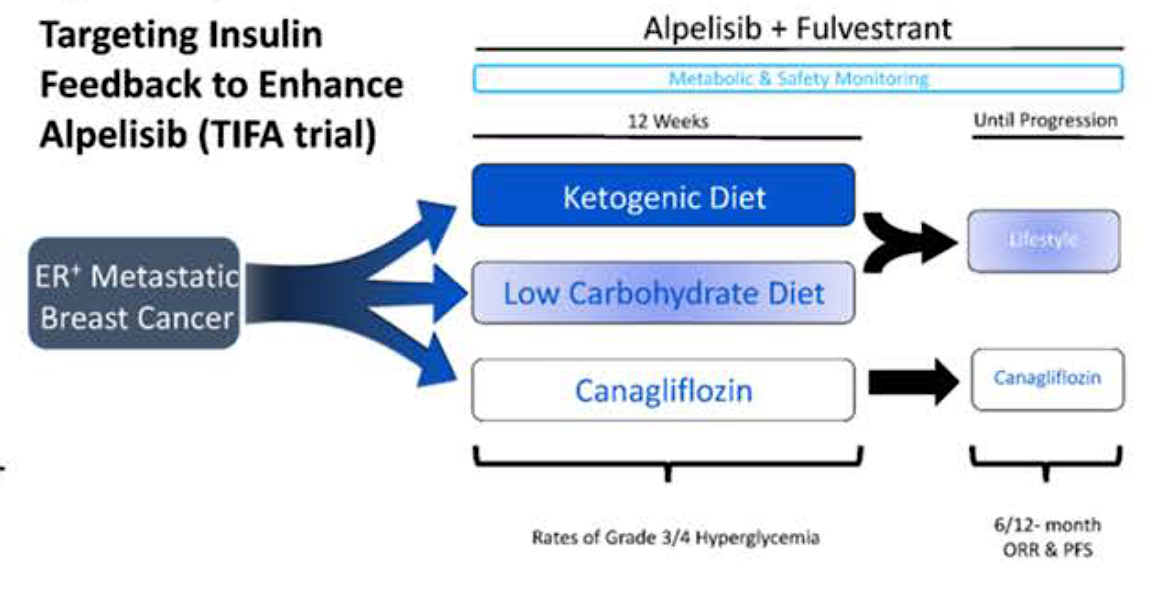 Targeting Insulin
Feedback to Enhance
Alpelisib (TIFA trial)
Alpelisib + Fulvestrant
Metabolic & Safety Monitoring
12 Weeks
Until Progression
ER⁺ Metastatic
Breast Cancer
Ketogenic Diet
Low Carbohydrate Diet
Canagliflozin
Lifestyle
Canagliflozin
Rates of Grade 3/4 Hyperglycemia
6/12- month
ORR & PFS